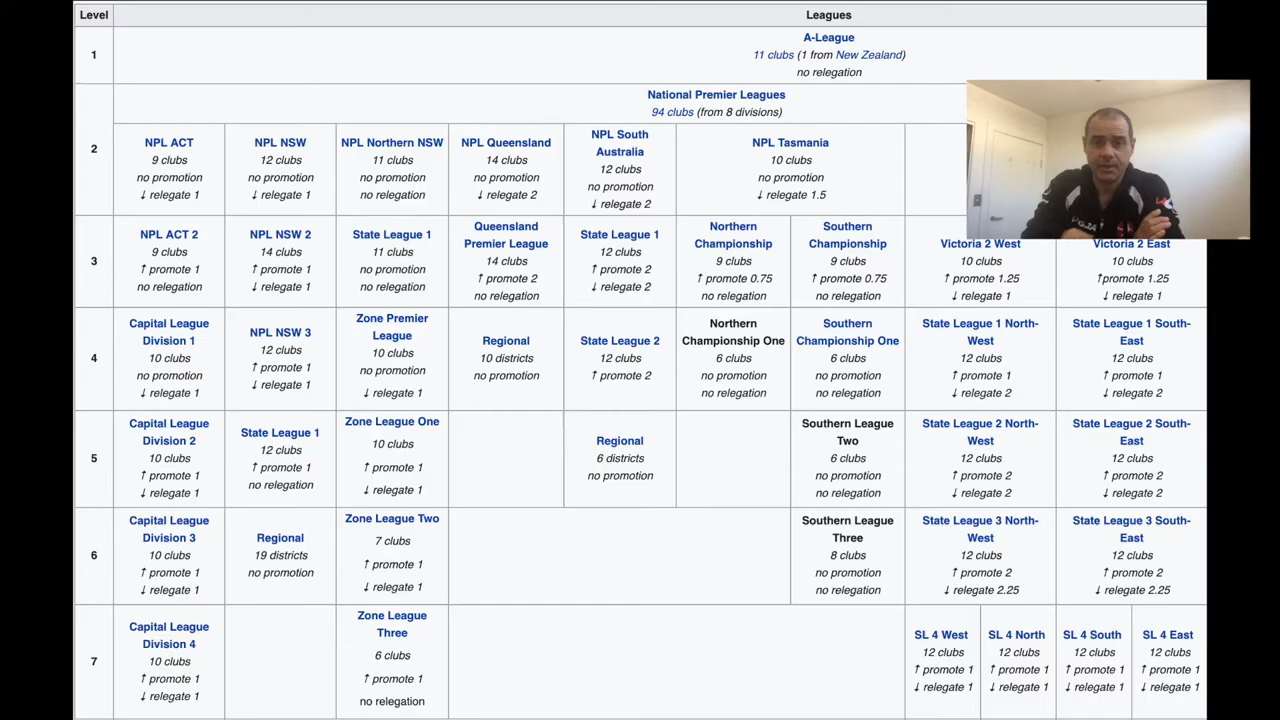 Level
Leagues
1
A-League
11 clubs (1 from New Zealand)
no relegation
2
National Premier Leagues
94 clubs (from 8 divisions)
NPL ACT
9 clubs
no promotion
↓ relegate 1
NPL NSW
12 clubs
no promotion
↓ relegate 1
NPL Northern NSW
11 clubs
no promotion
no relegation
NPL Queensland
14 clubs
no promotion
↓ relegate 2
NPL South
Australia
12 clubs
no promotion
↓ relegate 2
NPL Tasmania
10 clubs
no promotion
↓ relegate 1.5
3
NPL ACT 2
9 clubs
↑ promote 1
no relegation
NPL NSW 2
14 clubs
↑ promote 1
↓ relegate 1
State League 1
11 clubs
no promotion
no relegation
Queensland
Premier League
14 clubs
↑ promote 2
no relegation
State League 1
12 clubs
↑ promote 2
↓ relegate 2
Northern
Championship
9 clubs
↑ promote 0.75
no relegation
Southern
Championship
9 clubs
↑ promote 0.75
no relegation
Victoria 2 West
10 clubs
↑ promote 1.25
↓ relegate 1
Victoria 2 East
10 clubs
↑promote 1.25
↓ relegate 1
4
Capital League
Division 1
10 clubs
no promotion
↓ relegate 1
NPL NSW 3
12 clubs
↑ promote 1
↓ relegate 1
Zone Premier
League
10 clubs
no promotion
↓ relegate 1
Regional
10 districts
no promotion
State League 2
12 clubs
↑ promote 2
Northern
Championship One
6 clubs
no promotion
no relegation
Southern
Championship One
6 clubs
no promotion
no relegation
State League 1 North-
West
12 clubs
↑ promote 1
↓ relegate 2
State League 1 South-
East
12 clubs
↑ promote 1
↓ relegate 2
5
Capital League
Division 2
10 clubs
↑ promote 1
↓ relegate 1
State League 1
12 clubs
↑ promote 1
no relegation
Zone League One
10 clubs
↑ promote 1
↓ relegate 1
Regional
6 districts
no promotion
Southern League
Two
6 clubs
no promotion
no relegation
State League 2 North-
West
12 clubs
↑ promote 2
↓ relegate 2
State League 2 South-
East
12 clubs
↑ promote 2
↓ relegate 2
6
Capital League
Division 3
10 clubs
↑ promote 1
↓ relegate 1
Regional
19 districts
no promotion
Zone League Two
7 clubs
↑ promote 1
↓ relegate 1
Southern League
Three
8 clubs
no promotion
no relegation
State League 3 North-
West
12 clubs
↑ promote 2
↓ relegate 2.25
State League 3 South-
East
12 clubs
↑ promote 2
↓ relegate 2.25
7
Capital League
Division 4
10 clubs
↑ promote 1
↓ relegate 1
Zone League
Three
6 clubs
↑ promote 1
no relegation
SL 4 West
12 clubs
↑ promote 1
↓ relegate 1
SL 4 North
12 clubs
↑ promote 1
↓ relegate 1
SL 4 South
12 clubs
↑ promote 1
↓ relegate 1
SL 4 East
12 clubs
↑ promote 1
↓ relegate 1